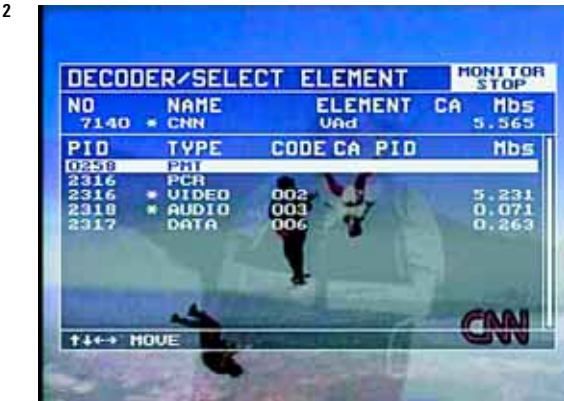 2
DECODER/SELECT ELEMENT MONITOR STOP
NO NAME ELEMENT CA Mbs
7140 * CNN VAd 5.565
PID TYPE CODE CA PID Mbs
0258 PMT
2316 PCR
2316 * VIDEO 002 5.231
2318 * AUDIO 003 0.071
2317 DATA 006 0.263
CNN
↑↓←→ MOVE